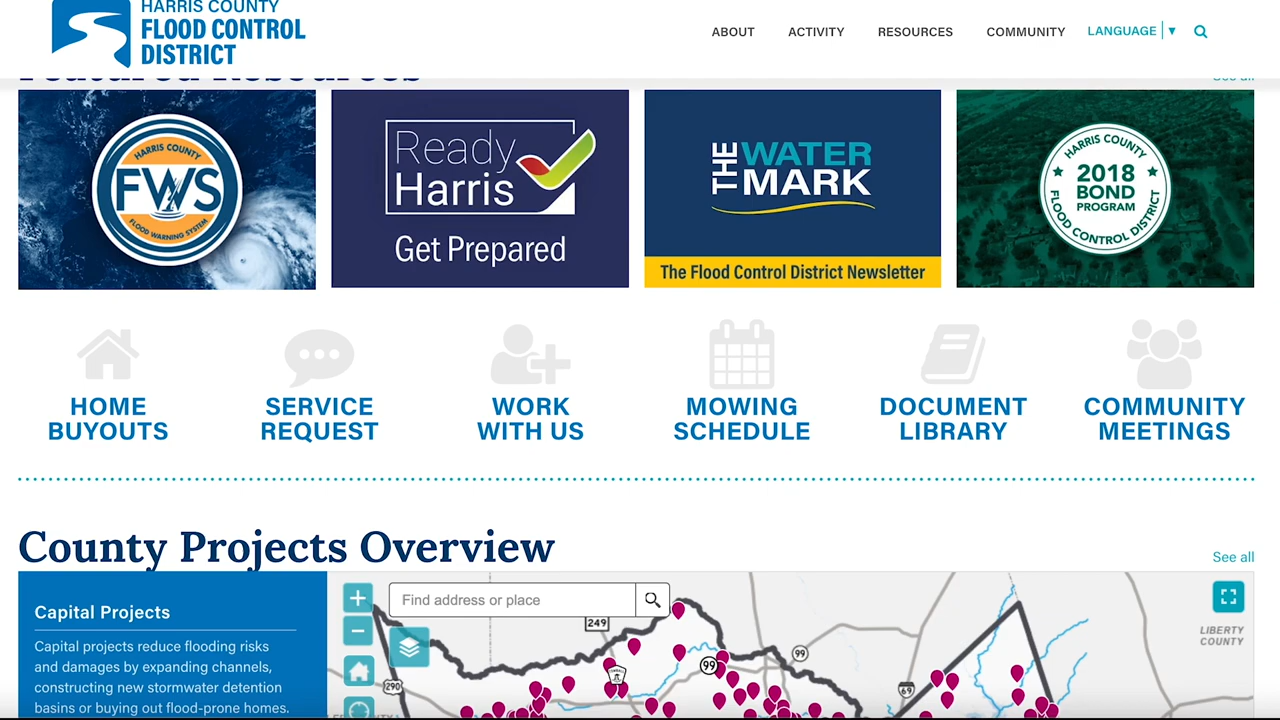 HARRIS COUNTY
FLOOD CONTROL
DISTRICT
ABOUT
ACTIVITY
RESOURCES
COMMUNITY
LANGUAGE
Featured Resources
See all
HARRIS COUNTY
FWS
FLOOD WARNING SYSTEM
Ready
Harris
Get Prepared
THE
WATER
MARK
The Flood Control District Newsletter
HARRIS COUNTY
2018
BOND
PROGRAM
FLOOD CONTROL DISTRICT
HOME
BUYOUTS
SERVICE
REQUEST
WORK
WITH US
MOWING
SCHEDULE
DOCUMENT
LIBRARY
COMMUNITY
MEETINGS
County Projects Overview
See all
Capital Projects
Capital projects reduce flooding risks
and damages by expanding channels,
constructing new stormwater detention
basins or buying out flood-prone homes.
Find address or place
249
99
99
290
69
LIBERTY
COUNTY